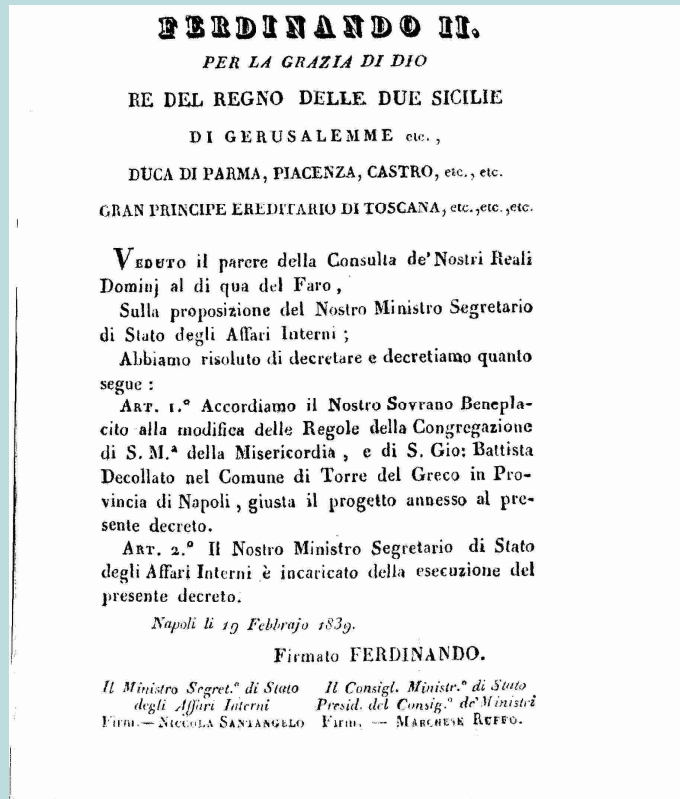 FERDINANDO II.
PER LA GRAZIA DI DIO
RE DEL REGNO DELLE DUE SICILIE
DI GERUSALEMME etc.,
DUCA DI PARMA, PIACENZA, CASTRO, etc., etc.
GRAN PRINCIPE EREDITARIO DI TOSCANA, etc.,etc.,etc.
VEDUTO il parere della Consulta de' Nostri Reali
Dominj al di qua del Faro,
Sulla proposizione del Nostro Ministro Segretario
di Stato degli Affari Interni;
Abbiamo risoluto di decretare e decretiamo quanto
segue:
ART. 1.° Accordiamo il Nostro Sovrano Benepla-
cito alla modifica delle Regole della Congregazione
di S. M.ª della Misericordia, e di S. Gio: Battista
Decollato nel Comune di Torre del Greco in Pro-
vincia di Napoli, giusta il progetto annesso al pre-
sente decreto.
ART. 2.° Il Nostro Ministro Segretario di Stato
degli Affari Interni è incaricato della esecuzione del
presente decreto.
Napoli li 19 Febbrajo 1839.
Firmato FERDINANDO.
Il Ministro Segret.° di Stato
degli Affari Interni
Firm.— NICCOLA SANTANGELO
Il Consigl. Ministr.° di Stato
Presid. del Consig.° de' Ministri
Firm. — MARCHESE RUFFO.